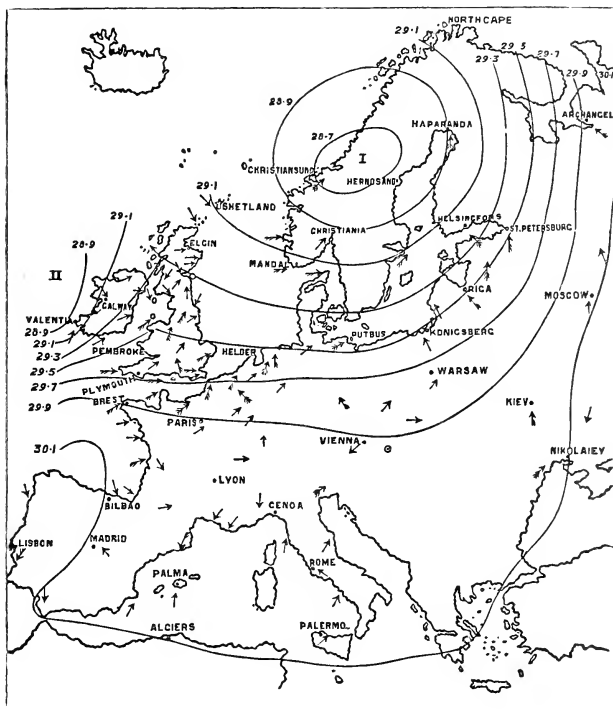 NORTH CAPE
29.1
29.3
29.5
29.7
29.9
30.1
28.9
ARCHANGEL
HAPARANDA
28.7
I
CHRISTIANSUND
HERNOSAND
29.1
SHETLAND
29.1
HELSINGFORS
ST. PETERSBURG
CHRISTIANIA
28.9
ELGIN
II
MANDAL
RIGA
MOSCOW
GALWAY
VALENTIA
28.9
PUTBUS
KÖNIGSBERG
29.1
29.3
PEMBROKE
HELDER
29.5
WARSAW
29.7
PLYMOUTH
29.9
BREST
KIEV
PARIS
VIENNA
30.1
NIKOLAIEV
LYON
BILBAO
GENOA
LISBON
MADRID
ROME
PALMA
PALERMO
ALGIERS